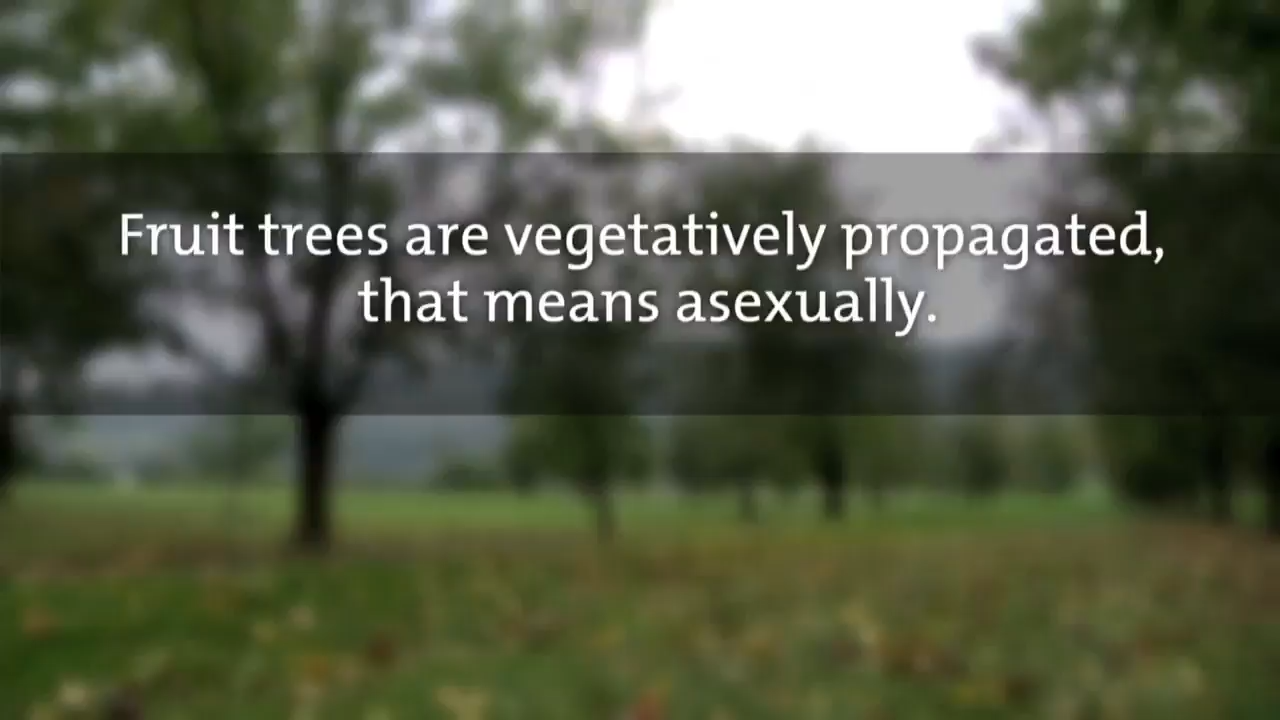 Fruit trees are vegetatively propagated,
that means asexually.